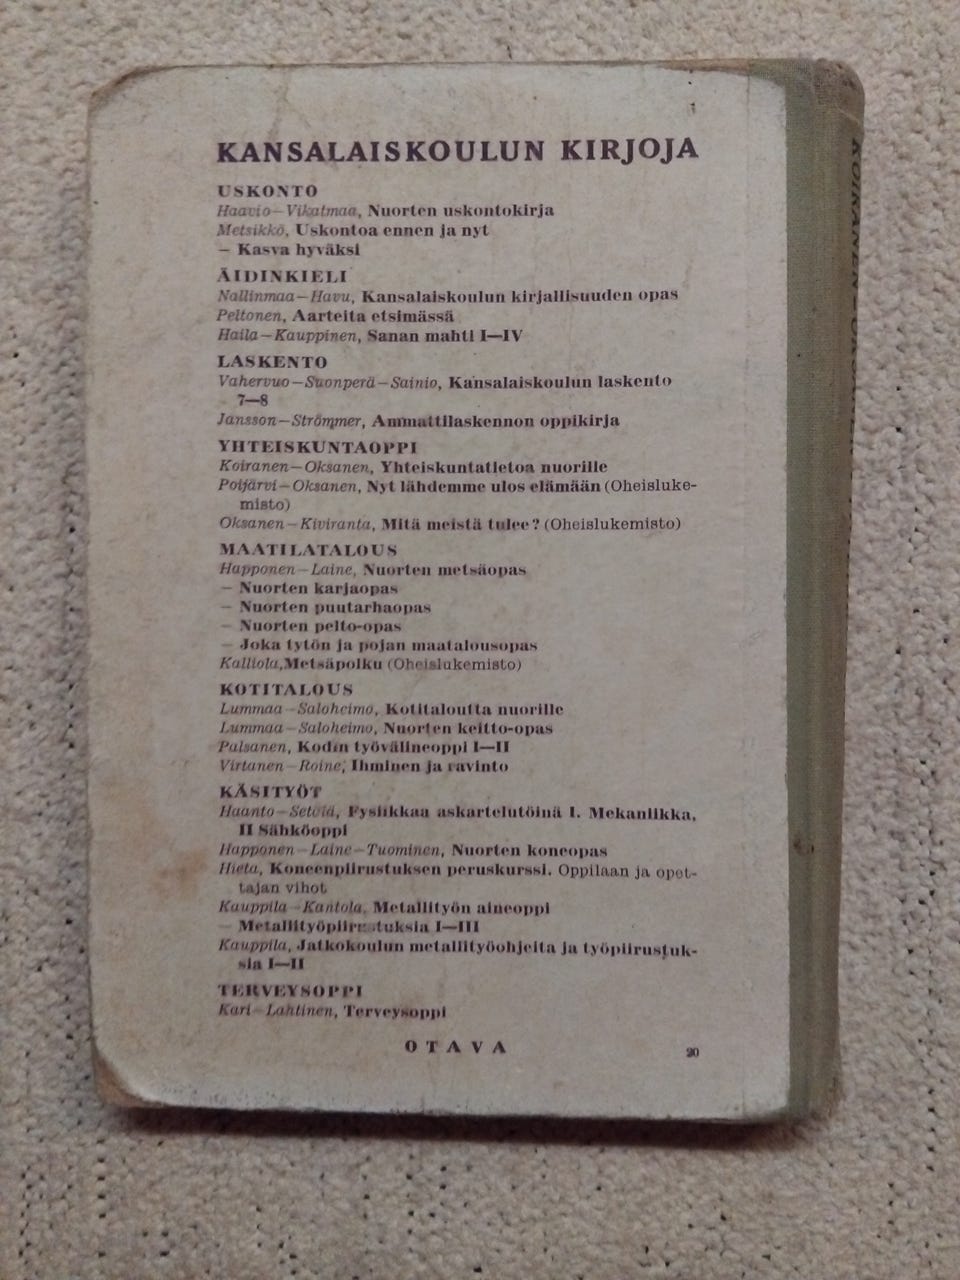 KANSALAISKOULUN KIRJOJA
USKONTO
Haavio—Vikatmaa, Nuorten uskontokirja
Metsikkö, Uskontoa ennen ja nyt
— Kasva hyväksi
ÄIDINKIELI
Nallinmaa—Havu, Kansalaiskoulun kirjallisuuden opas
Peltonen, Aarteita etsimässä
Haila—Kauppinen, Sanan mahti I—IV
LASKENTO
Vahervuo—Suonperä—Sainio, Kansalaiskoulun laskento
7—8
Jansson—Strömmer, Ammattilaskennon oppikirja
YHTEISKUNTAOPPI
Koiranen—Oksanen, Yhteiskuntatietoa nuorille
Poijärvi—Oksanen, Nyt lähdemme ulos elämään (Oheisluke-
misto)
Oksanen—Kiviranta, Mitä meistä tulee? (Oheislukemisto)
MAATILATALOUS
Happonen—Laine, Nuorten metsäopas
— Nuorten karjaopas
— Nuorten puutarhaopas
— Nuorten pelto-opas
— Joka tytön ja pojan maatalousopas
Kalliola, Metsäpolku (Oheislukemisto)
KOTITALOUS
Lummaa—Saloheimo, Kotitaloutta nuorille
Lummaa—Saloheimo, Nuorten keitto-opas
Palsanen, Kodin työvälineoppi I—II
Virtanen—Roine, Ihminen ja ravinto
KÄSITYÖT
Haanto—Setälä, Fysiikkaa askartelutöinä I. Mekaniikka,
II Sähköoppi
Happonen—Laine—Tuominen, Nuorten koneopas
Hieta, Koneenpiirustuksen peruskurssi. Oppilaan ja opet-
tajan vihot
Kauppila—Kantola, Metallityön aineoppi
— Metallityöpiirustuksia I—III
Kauppila, Jatkokoulun metallityöohjeita ja työpiirustuk-
sia I—II
TERVEYSOPPI
Kari—Lahtinen, Terveysoppi
OTAVA
20